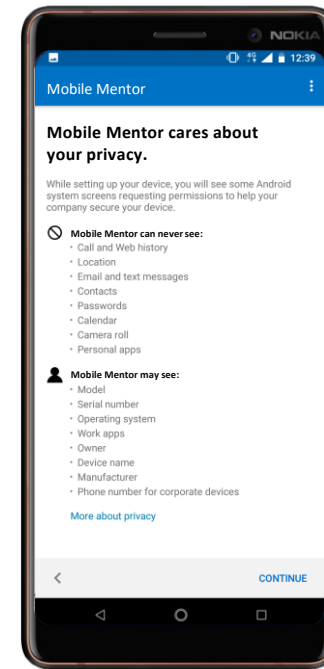 NOKIA
4G 12:39
Mobile Mentor
Mobile Mentor cares about
your privacy.
While setting up your device, you will see some Android
system screens requesting permissions to help your
company secure your device.
Mobile Mentor can never see:
· Call and Web history
· Location
· Email and text messages
· Contacts
· Passwords
· Calendar
· Camera roll
· Personal apps
Mobile Mentor may see:
· Model
· Serial number
· Operating system
· Work apps
· Owner
· Device name
· Manufacturer
· Phone number for corporate devices
More about privacy
CONTINUE